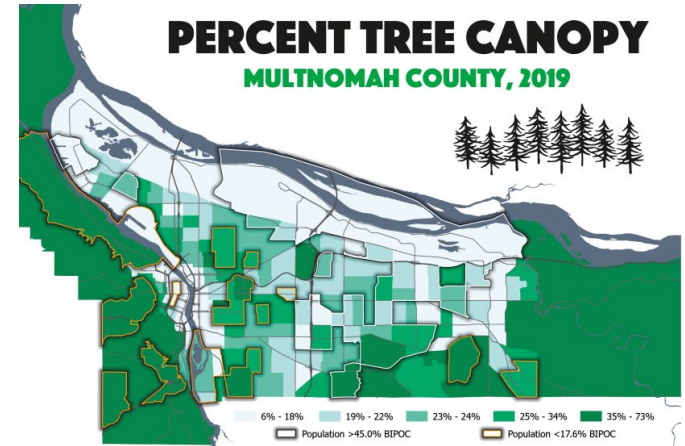 PERCENT TREE CANOPY
MULTNOMAH COUNTY, 2019
6% - 18% 19% - 22% 23% - 24% 25% - 34% 35% - 73%
Population >45.0% BIPOC Population <17.6% BIPOC